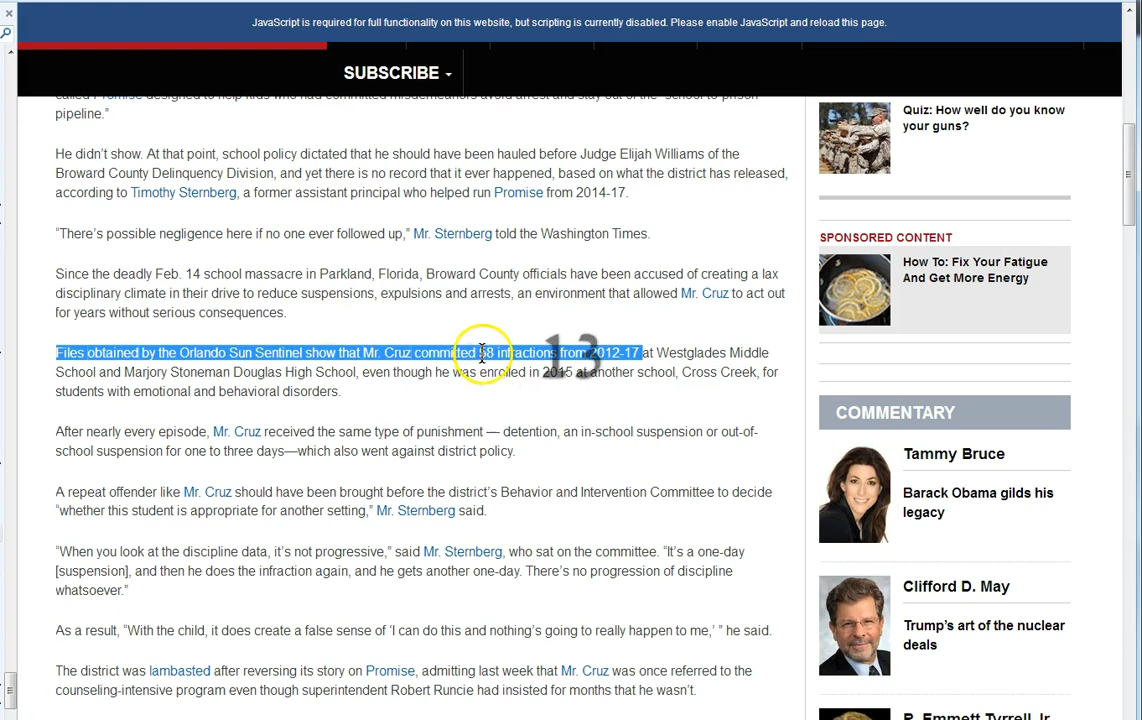 JavaScript is required for full functionality on this website, but scripting is currently disabled. Please enable JavaScript and reload this page.
SUBSCRIBE
called Promise designed to help kids who had committed misdemeanors avoid arrest and stay out of the "school to prison
pipeline."
He didn't show. At that point, school policy dictated that he should have been hauled before Judge Elijah Williams of the
Broward County Delinquency Division, and yet there is no record that it ever happened, based on what the district has released,
according to Timothy Sternberg, a former assistant principal who helped run Promise from 2014-17.
"There's possible negligence here if no one ever followed up," Mr. Sternberg told the Washington Times.
Since the deadly Feb. 14 school massacre in Parkland, Florida, Broward County officials have been accused of creating a lax
disciplinary climate in their drive to reduce suspensions, expulsions and arrests, an environment that allowed Mr. Cruz to act out
for years without serious consequences.
Files obtained by the Orlando Sun Sentinel show that Mr. Cruz committed 58 infractions from 2012-17 at Westglades Middle
School and Marjory Stoneman Douglas High School, even though he was enrolled in 2015 at another school, Cross Creek, for
students with emotional and behavioral disorders.
13
After nearly every episode, Mr. Cruz received the same type of punishment — detention, an in-school suspension or out-of-
school suspension for one to three days—which also went against district policy.
A repeat offender like Mr. Cruz should have been brought before the district's Behavior and Intervention Committee to decide
"whether this student is appropriate for another setting," Mr. Sternberg said.
"When you look at the discipline data, it's not progressive," said Mr. Sternberg, who sat on the committee. "It's a one-day
[suspension], and then he does the infraction again, and he gets another one-day. There's no progression of discipline
whatsoever."
As a result, "With the child, it does create a false sense of 'I can do this and nothing's going to really happen to me,' " he said.
The district was lambasted after reversing its story on Promise, admitting last week that Mr. Cruz was once referred to the
counseling-intensive program even though superintendent Robert Runcie had insisted for months that he wasn't.
Quiz: How well do you know
your guns?
SPONSORED CONTENT
How To: Fix Your Fatigue
And Get More Energy
COMMENTARY
Tammy Bruce
Barack Obama gilds his
legacy
Clifford D. May
Trump's art of the nuclear
deals
R. Emmett Tyrrell Jr.